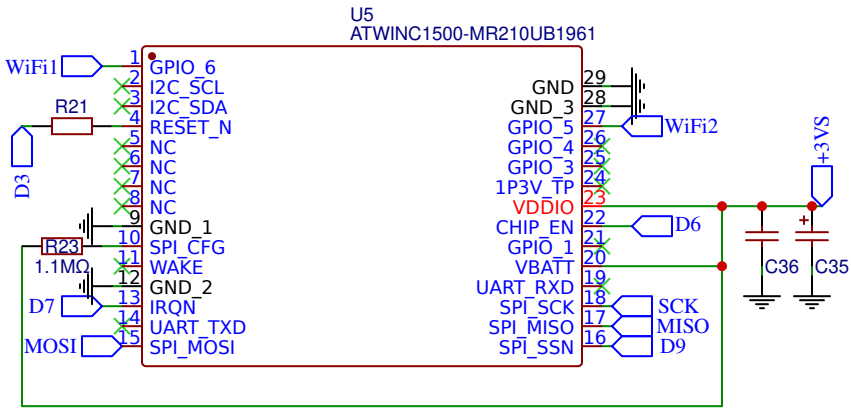 U5
ATWINC1500-MR210UB1961
WiFi1
1
GPIO_6
2
I2C_SCL
3
I2C_SDA
R21
4
RESET_N
D3
5
NC
6
NC
7
NC
8
NC
9
GND_1
R23
1.1MΩ
10
SPI_CFG
11
WAKE
12
GND_2
D7
13
IRQN
14
UART_TXD
MOSI
15
SPI_MOSI
GND
29
GND_3
28
GPIO_5
27
WiFi2
GPIO_4
26
GPIO_3
25
1P3V_TP
24
VDDIO
23
+3VS
CHIP_EN
22
D6
GPIO_1
21
VBATT
20
C36
+
C35
UART_RXD
19
SPI_SCK
18
SCK
SPI_MISO
17
MISO
SPI_SSN
16
D9